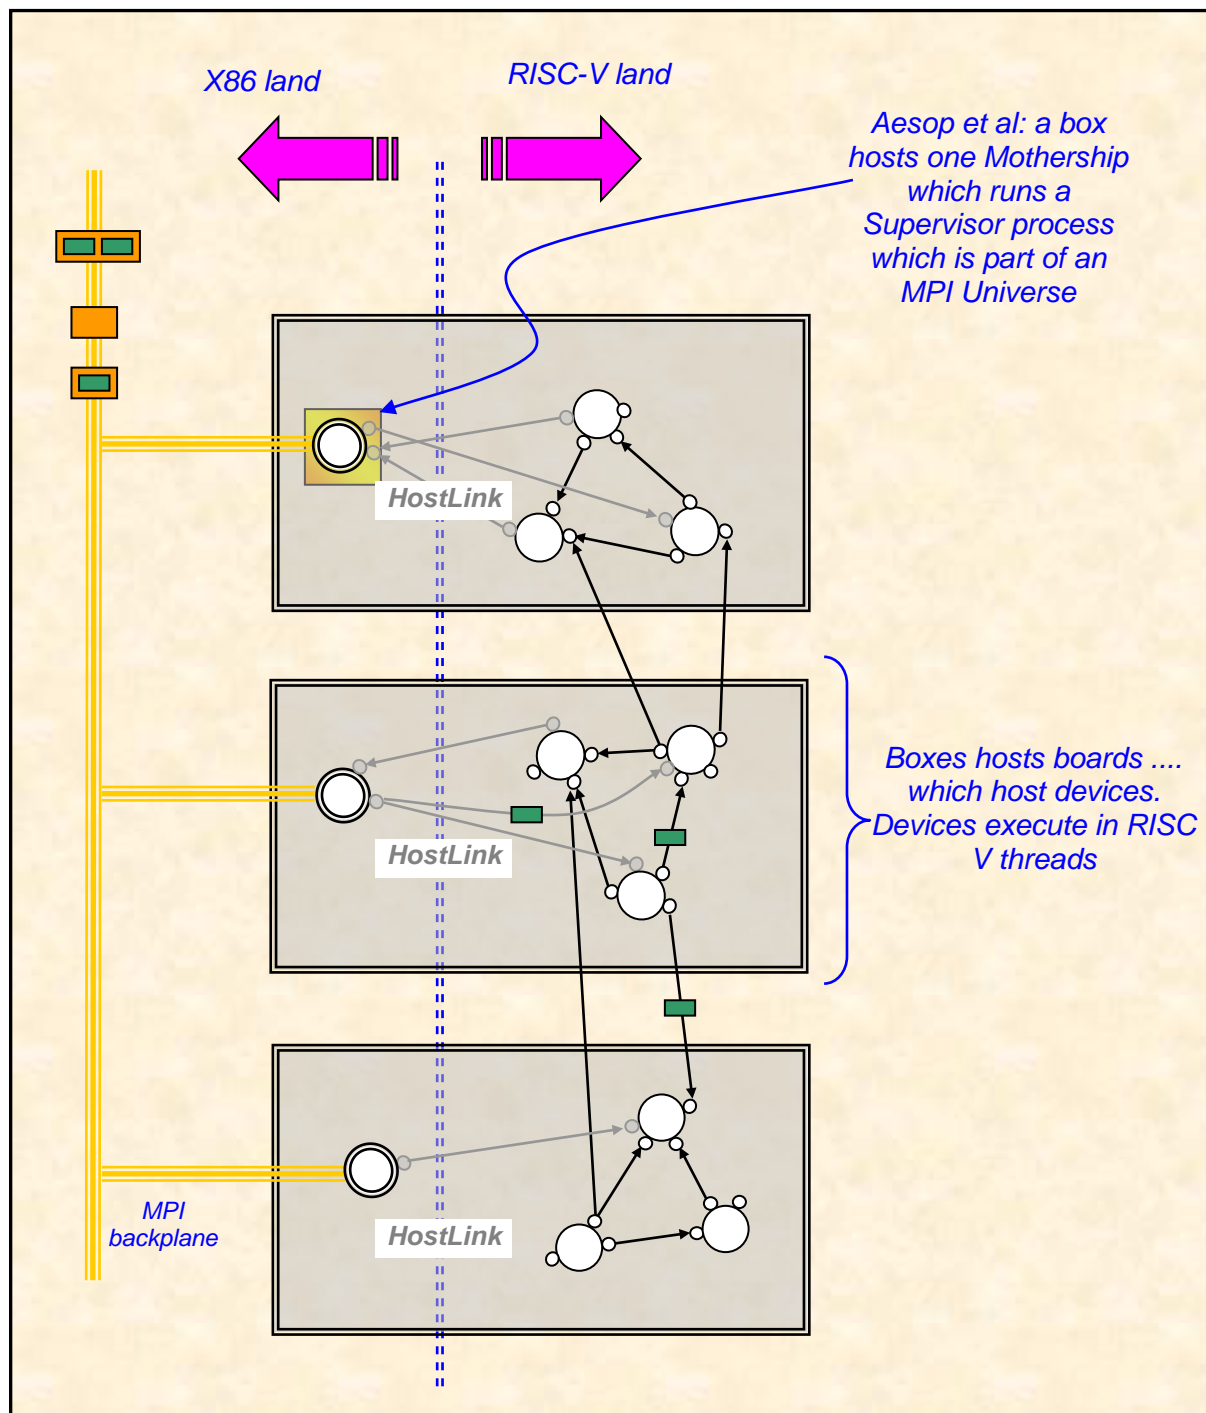 X86 land
RISC-V land
Aesop et al: a box
hosts one Mothership
which runs a
Supervisor process
which is part of an
MPI Universe
HostLink
Boxes hosts boards ....
which host devices.
Devices execute in RISC
V threads
HostLink
MPI
backplane
HostLink